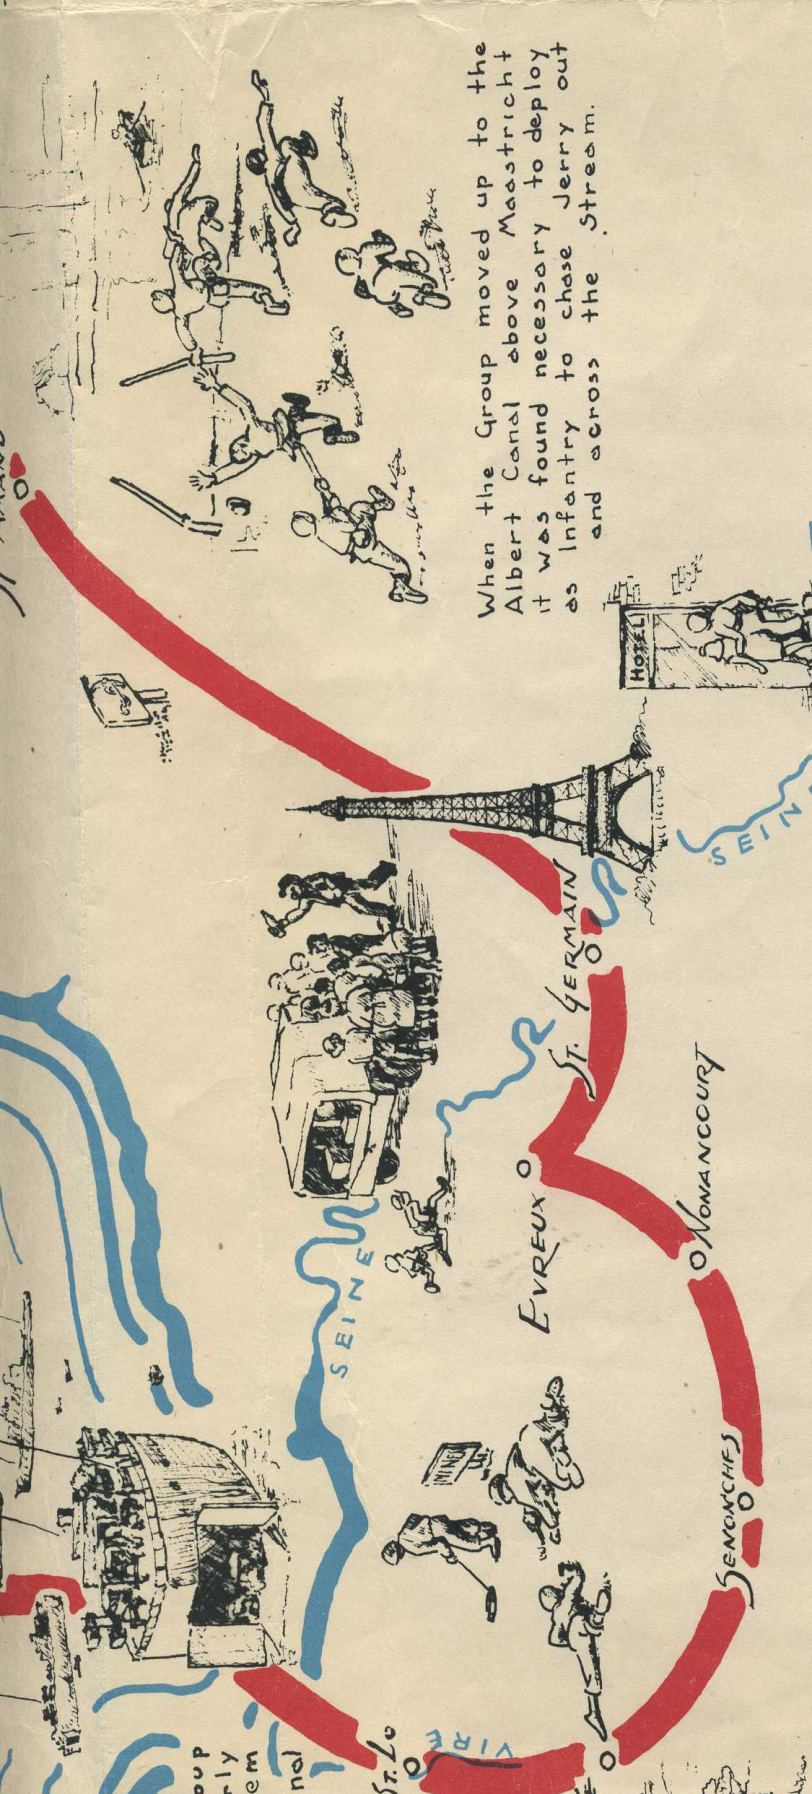 When the Group moved up to the
Albert Canal above Maastricht
it was found necessary to deploy
as Infantry to chase Jerry out
and across the Stream.
HOTEL
SEINE
ST. GERMAIN
NONANCOURT
EVREUX
SEINE
SENONCHES
ST. LO
VIRE